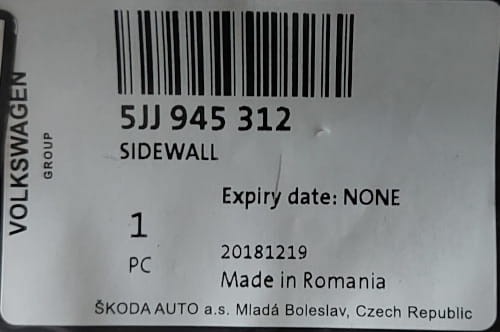 VOLKSWAGEN
GROUP
5JJ 945 312
SIDEWALL
Expiry date: NONE
1
PC
20181219
Made in Romania
ŠKODA AUTO a.s. Mladá Boleslav, Czech Republic